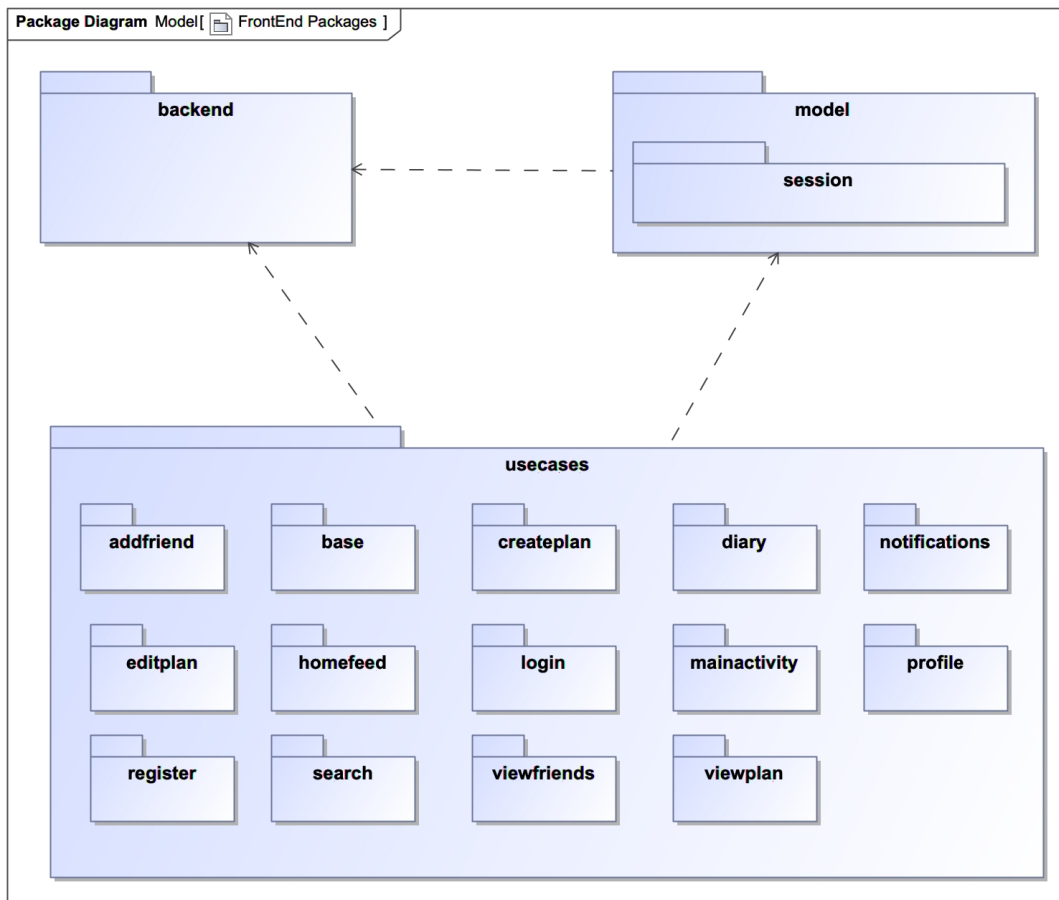 Package Diagram Model[ FrontEnd Packages ]
backend
model
session
usecases
addfriend base createplan diary notifications
editplan homefeed login mainactivity profile
register search viewfriends viewplan